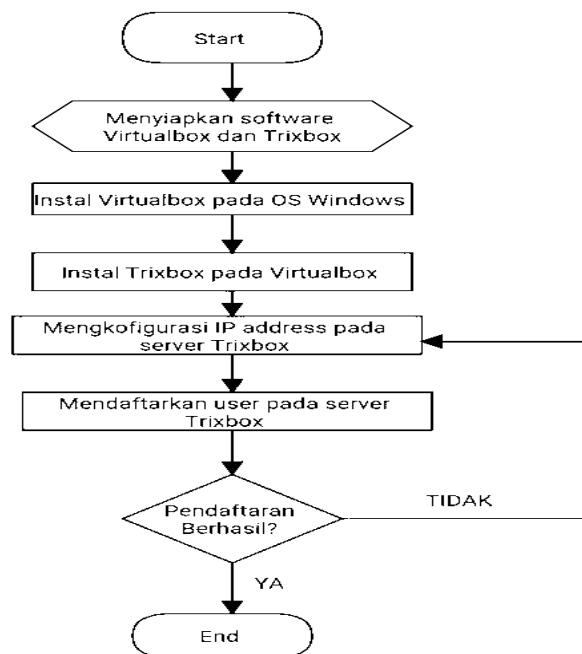 Start
Menyiapkan software
Virtualbox dan Trixbox
Instal Virtualbox pada OS Windows
Instal Trixbox pada Virtualbox
Mengkofigurasi IP address pada
server Trixbox
Mendaftarkan user pada server
Trixbox
Pendaftaran
Berhasil?
TIDAK
YA
End